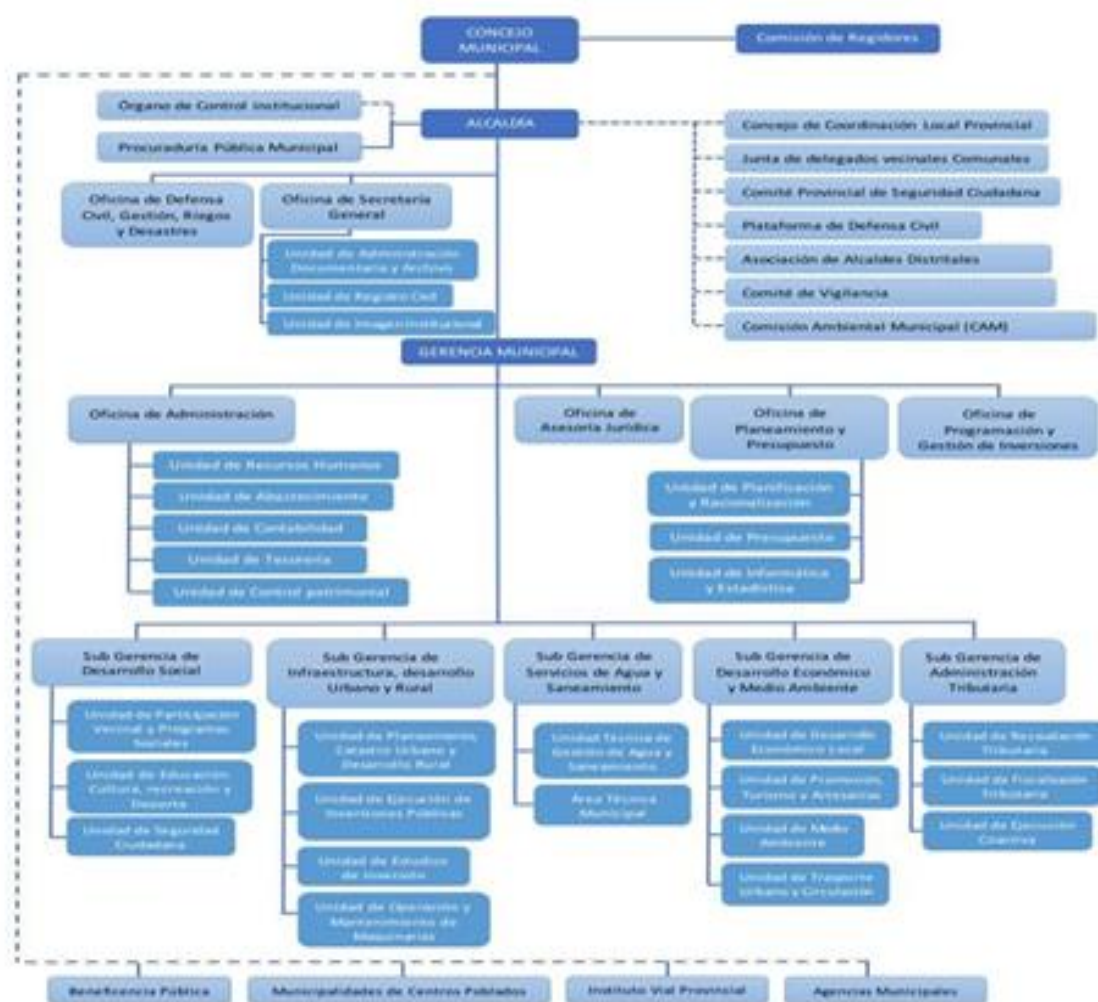 CONCEJO
MUNICIPAL
Comisión de Regidores
Órgano de Control institucional
Procuraduría Pública Municipal
ALCALDÍA
Concejo de Coordinación Local Provincial
Junta de delegados vecinales Comunales
Comité Provincial de Seguridad Ciudadana
Plataforma de Defensa Civil
Asociación de Alcaldes Distritales
Comité de Vigilancia
Comisión Ambiental Municipal (CAM)
Oficina de Defensa
Civil, Gestión, Riegos
y Desastres
Oficina de Secretaría
General
Unidad de Administración
Documentaria y Archivo
Unidad de Registro Civil
Unidad de Imagen Institucional
GERENCIA MUNICIPAL
Oficina de Administración
Unidad de Recursos Humanos
Unidad de Abastecimiento
Unidad de Contabilidad
Unidad de Tesorería
Unidad de Control patrimonial
Oficina de
Asesoría Jurídica
Oficina de
Planeamiento y
Presupuesto
Unidad de Planificación
y Racionalización
Unidad de Presupuesto
Unidad de Informática
y Estadística
Oficina de
Programación y
Gestión de Inversiones
Sub Gerencia de
Desarrollo Social
Unidad de Participación
Vecinal y Programas
Sociales
Unidad de Educación
Cultura, recreación y
Deporte
Unidad de Seguridad
Ciudadana
Sub Gerencia de
Infraestructura, desarrollo
Urbano y Rural
Unidad de Planeamiento,
Catastro Urbano y
Desarrollo Rural
Unidad de Ejecución de
Inversiones Públicas
Unidad de Estudios
de Inversión
Unidad de Operación y
Mantenimiento de
Maquinarias
Sub Gerencia de
Servicios de Agua y
Saneamiento
Unidad Técnica de
Gestión de Agua y
Saneamiento
Área Técnica
Municipal
Sub Gerencia de
Desarrollo Económico
y Medio Ambiente
Unidad de Desarrollo
Económico Local
Unidad de Promoción,
Turismo y Artesanías
Unidad de Medio
Ambiente
Unidad de Trasporte
Urbano y Circulación
Sub Gerencia de
Administración
Tributaria
Unidad de Recaudación
Tributaria
Unidad de Fiscalización
Tributaria
Unidad de Ejecución
Coactiva
Beneficencia Pública
Municipalidades de Centros Poblados
Instituto Vial Provincial
Agencias Municipales